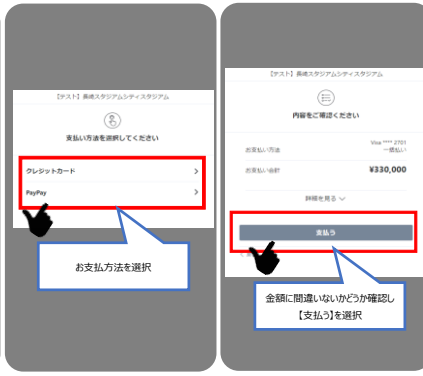 【テスト】長崎スタジアムシティスタジアム
支払い方法を選択してください
クレジットカード
PayPay
お支払方法を選択
【テスト】長崎スタジアムシティスタジアム
内容をご確認ください
お支払い方法
Visa **** 2701
一括払い
お支払い合計
¥330,000
詳細を見る
支払う
金額に間違いないかどうか確認し
【支払う】を選択